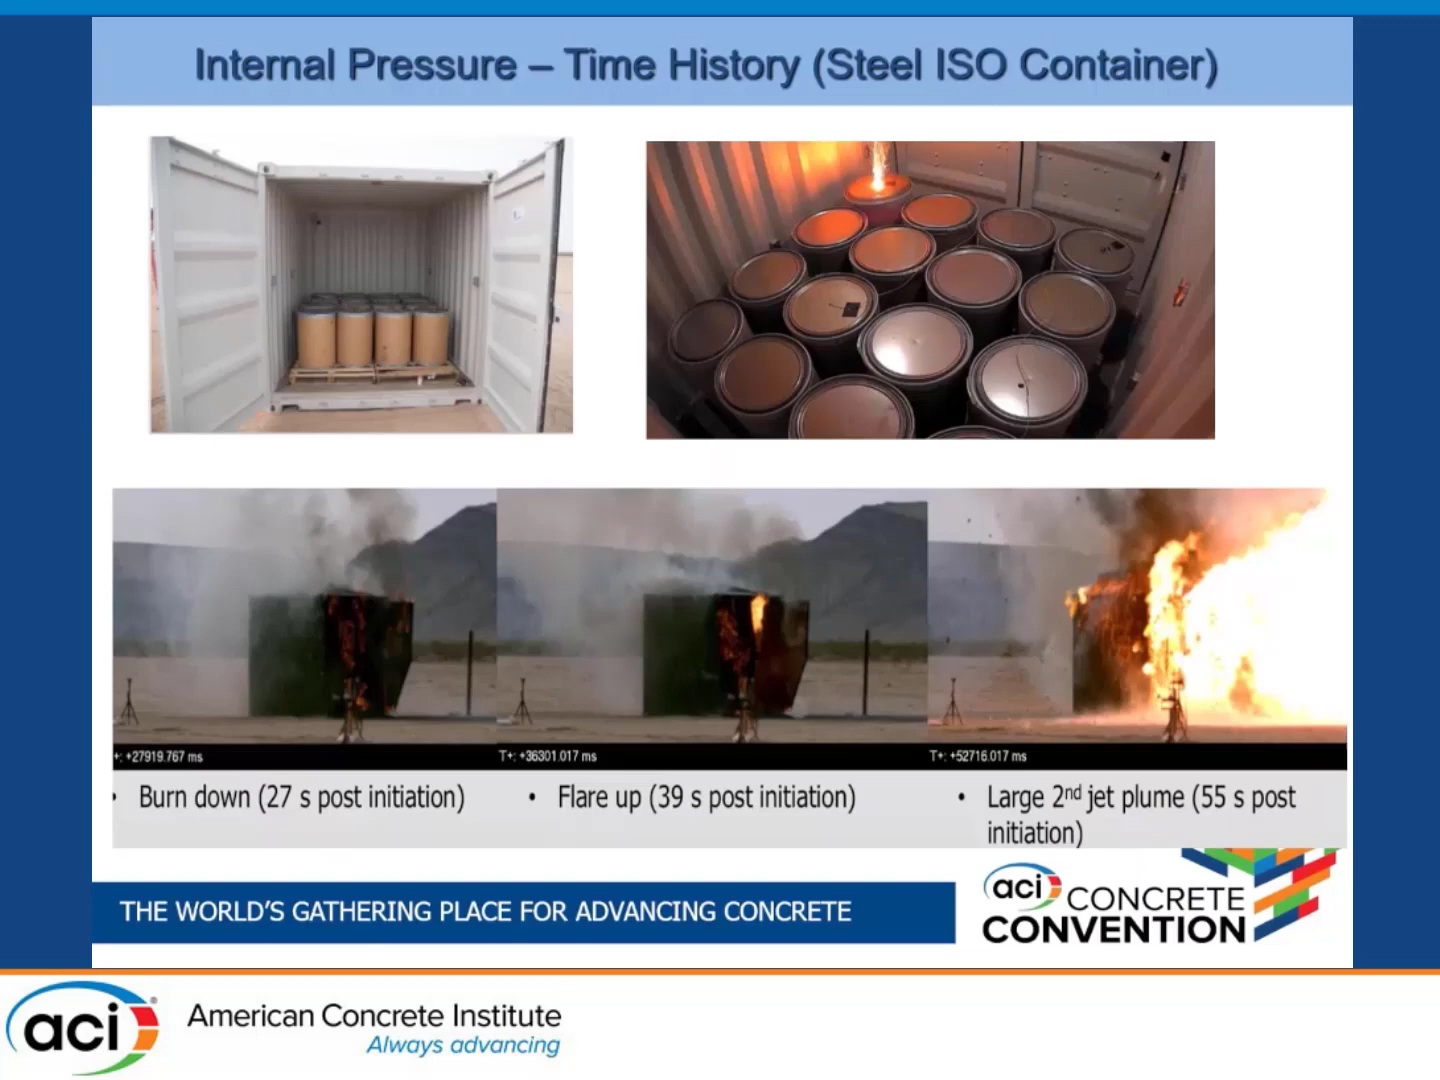 Internal Pressure – Time History (Steel ISO Container)
+: +27919.767 ms
T+: +36301.017 ms
T+: +52716.017 ms
• Burn down (27 s post initiation)
• Flare up (39 s post initiation)
• Large 2nd jet plume (55 s post
initiation)
THE WORLD'S GATHERING PLACE FOR ADVANCING CONCRETE
aci CONCRETE
CONVENTION
aci
®
American Concrete Institute
Always advancing